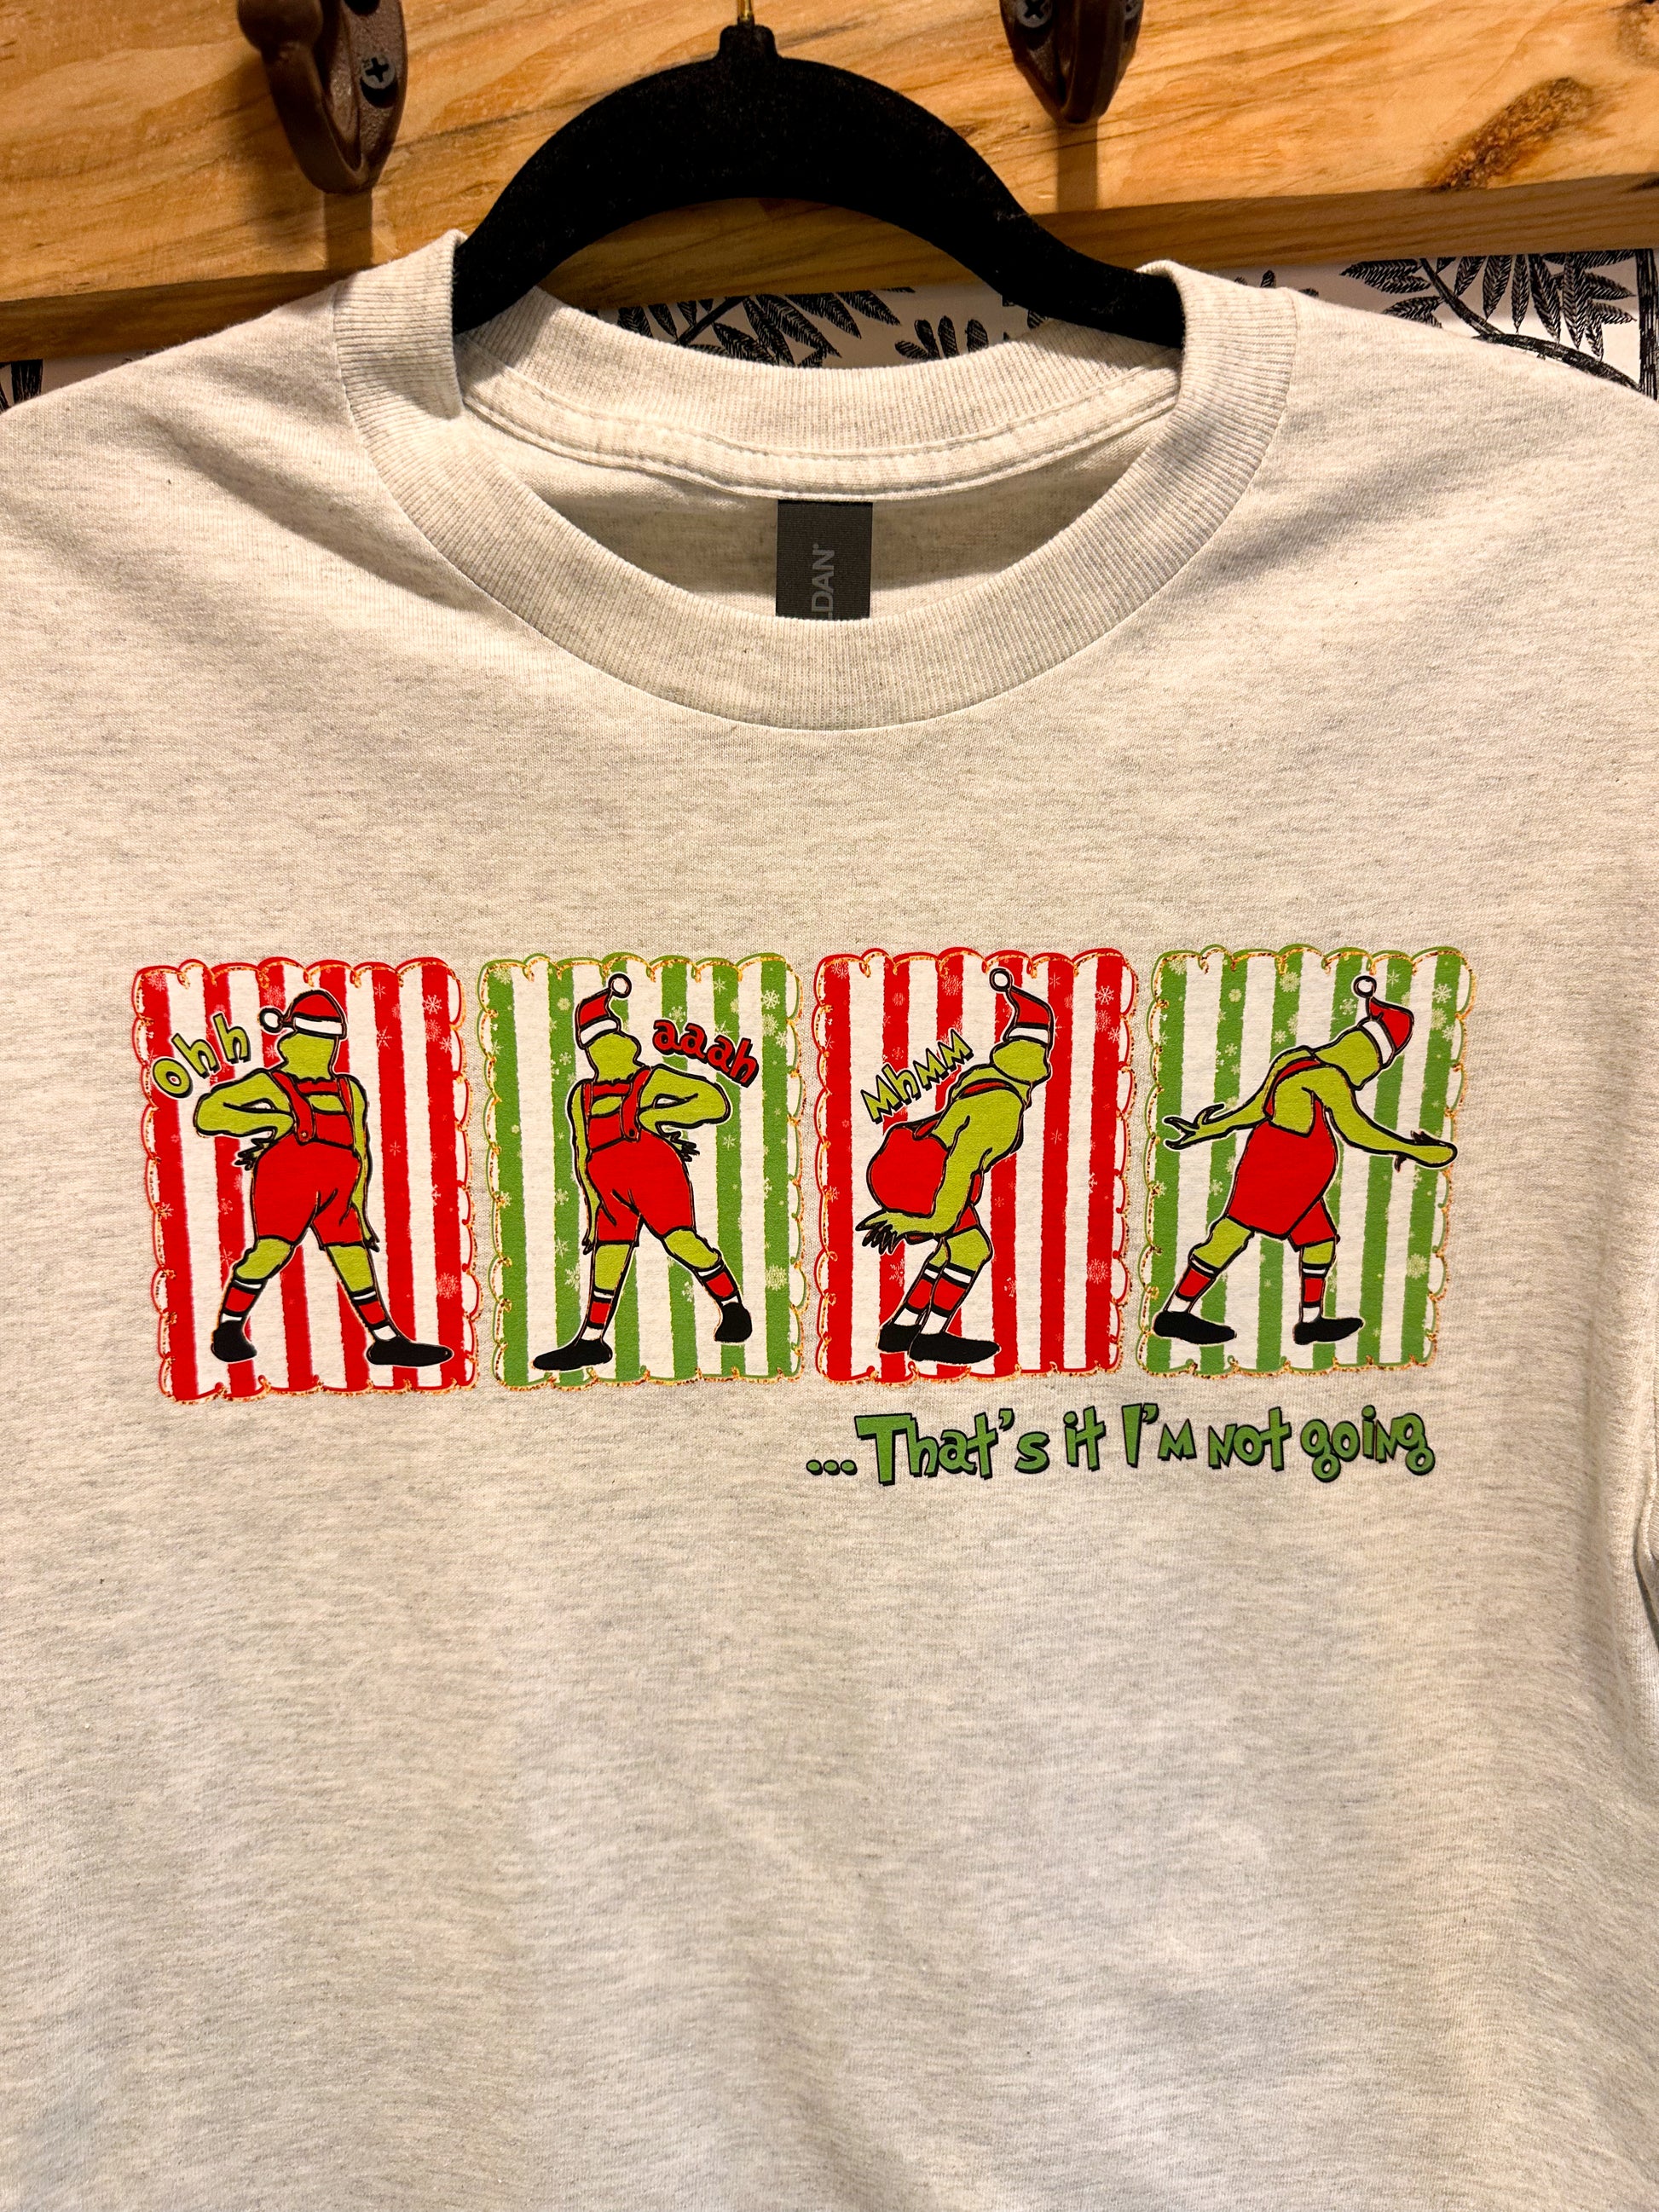 ohh
aaah
MhMM
...That's it I'm not going